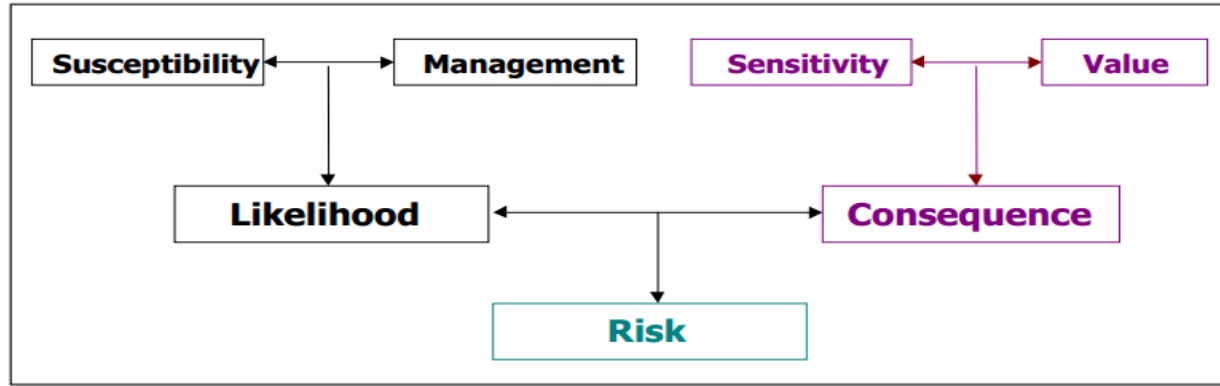 Susceptibility
Management
Sensitivity
Value
Likelihood
Consequence
Risk